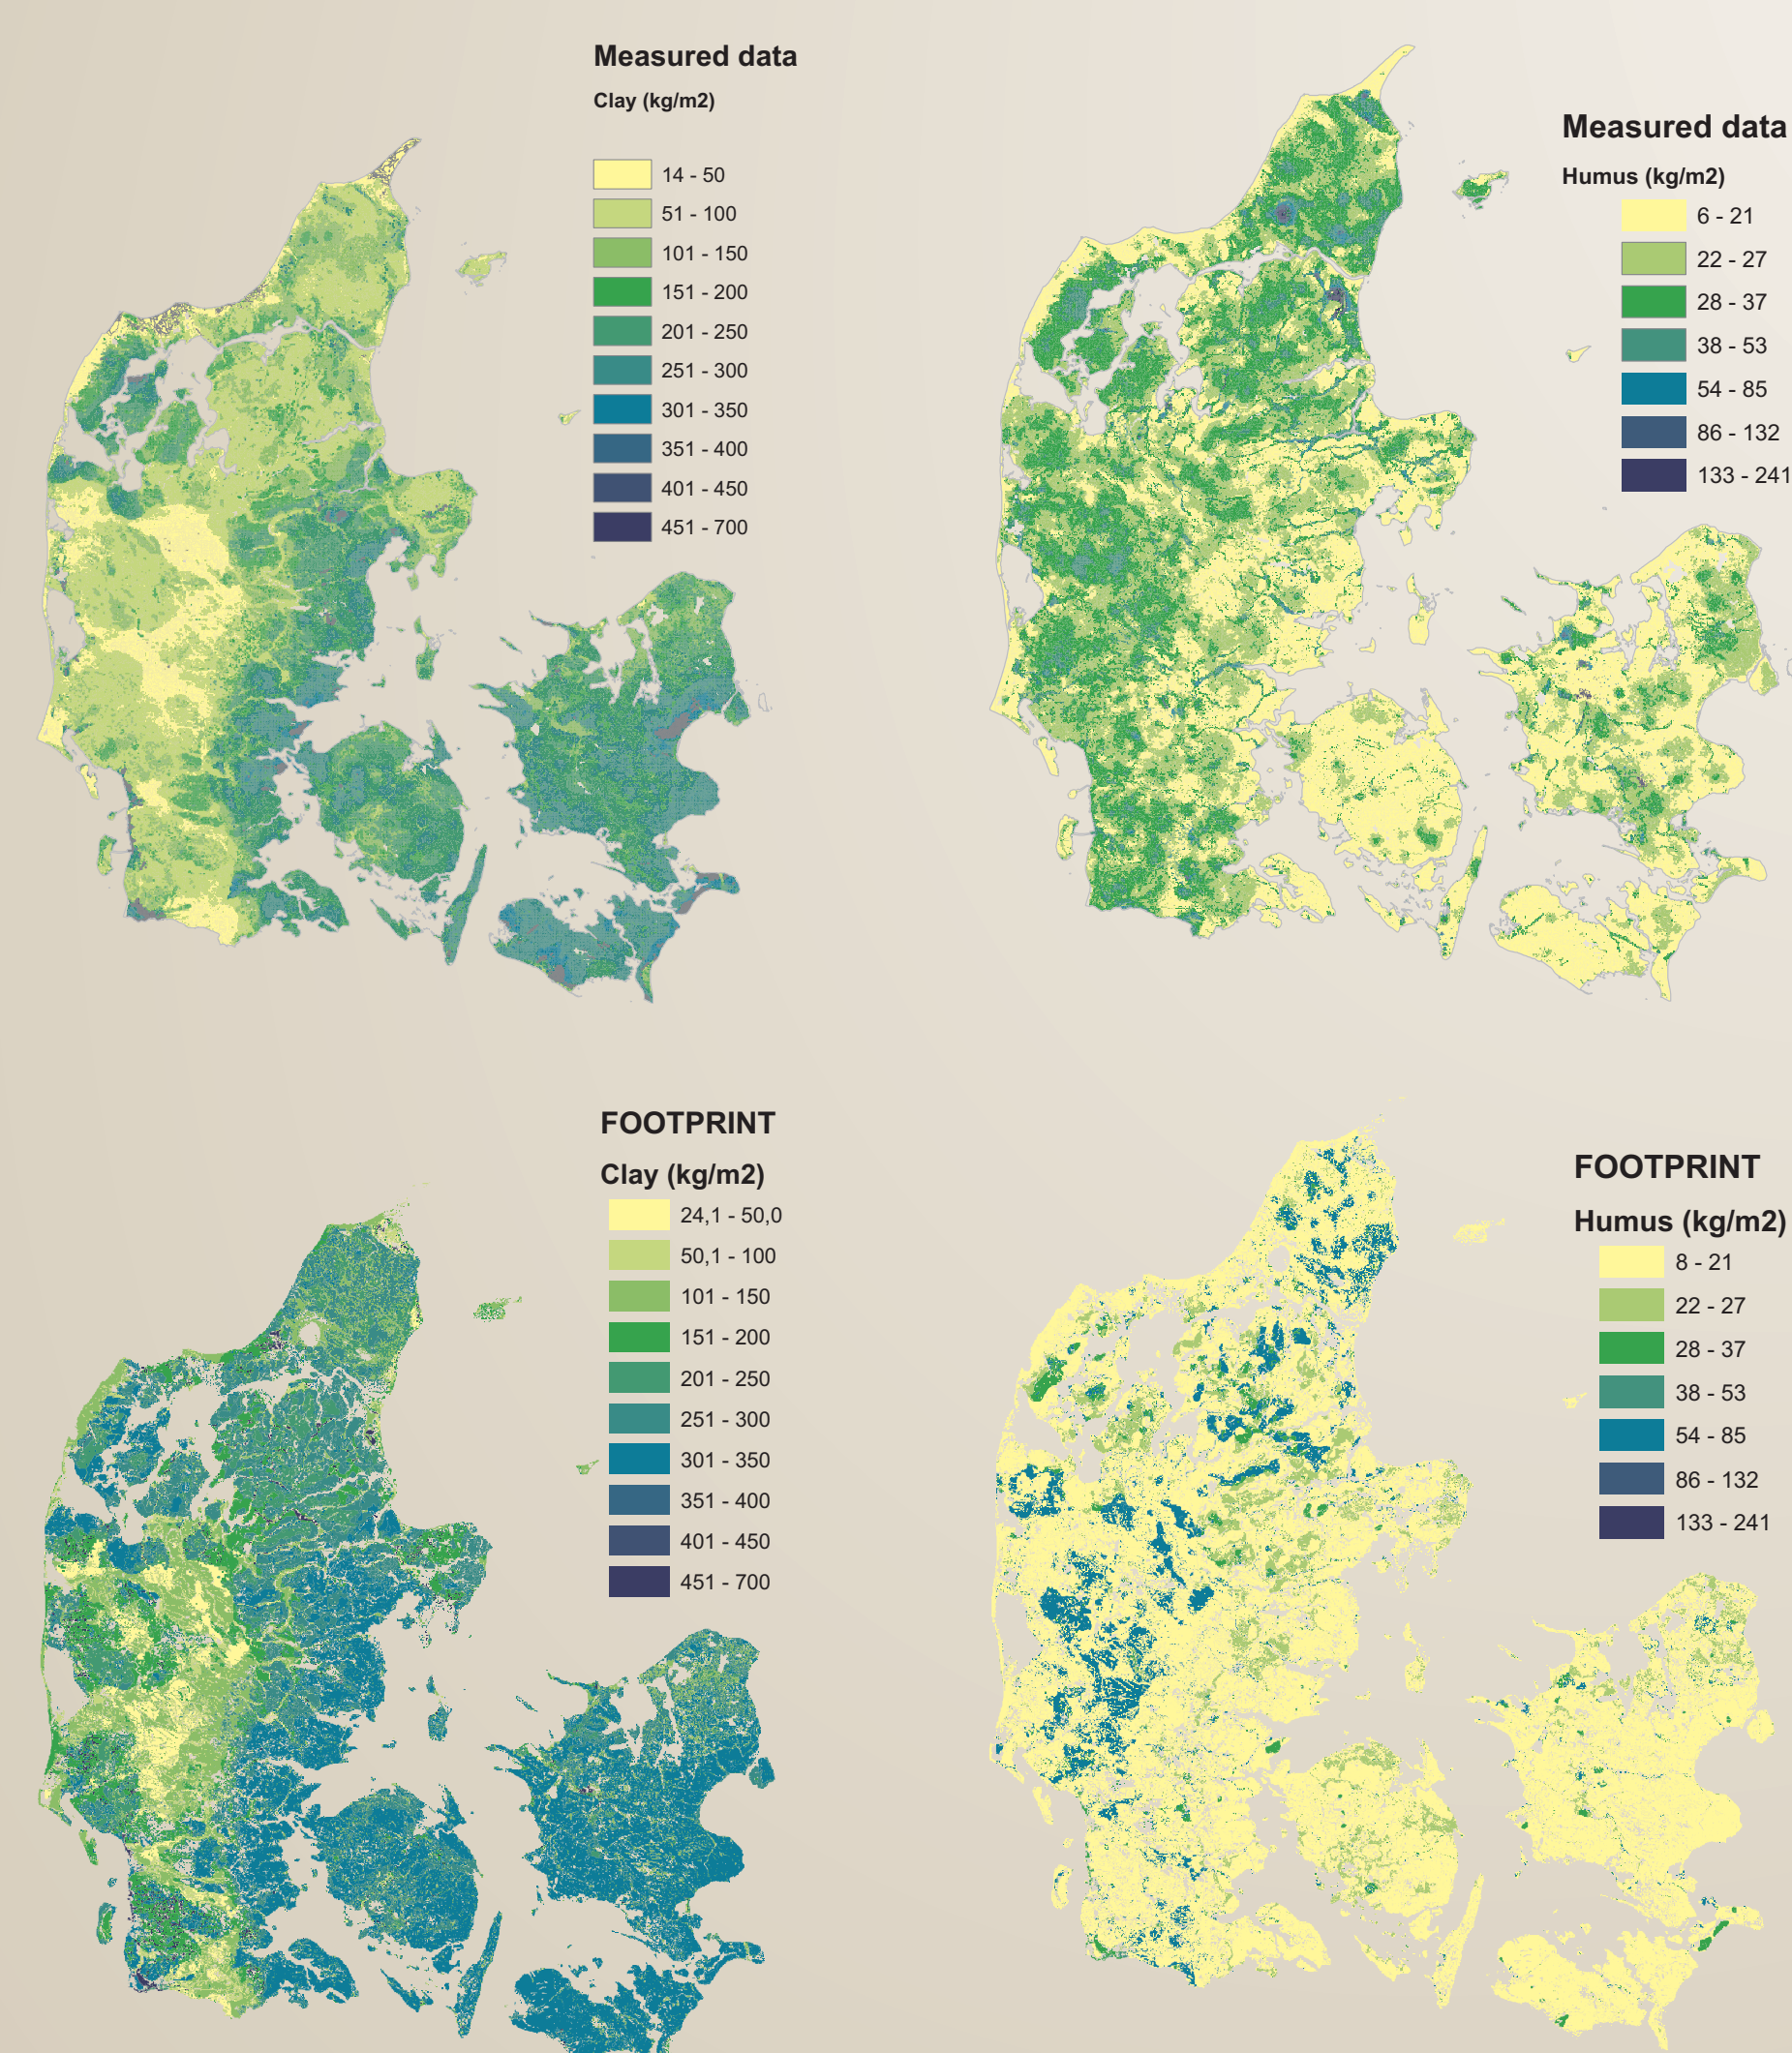 Measured data
Clay (kg/m2)
14 - 50
51 - 100
101 - 150
151 - 200
201 - 250
251 - 300
301 - 350
351 - 400
401 - 450
451 - 700
Measured data
Humus (kg/m2)
6 - 21
22 - 27
28 - 37
38 - 53
54 - 85
86 - 132
133 - 241
FOOTPRINT
Clay (kg/m2)
24,1 - 50,0
50,1 - 100
101 - 150
151 - 200
201 - 250
251 - 300
301 - 350
351 - 400
401 - 450
451 - 700
FOOTPRINT
Humus (kg/m2)
8 - 21
22 - 27
28 - 37
38 - 53
54 - 85
86 - 132
133 - 241